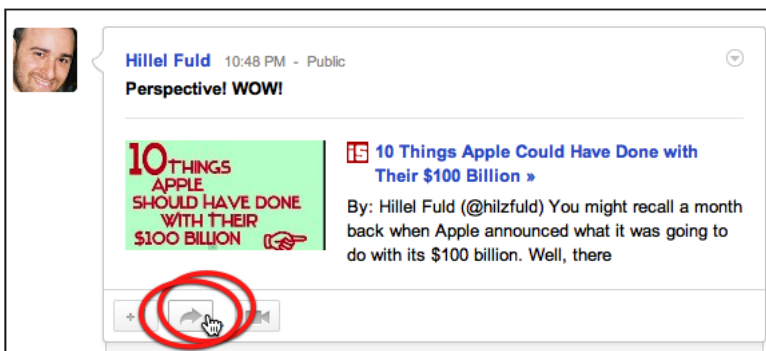 Hillel Fuld 10:48 PM - Public
Perspective! WOW!
10 THINGS
APPLE
SHOULD HAVE DONE
WITH THEIR
$100 BILLION
is 10 Things Apple Could Have Done with
Their $100 Billion »
By: Hillel Fuld (@hilzfuld) You might recall a month
back when Apple announced what it was going to
do with its $100 billion. Well, there
+